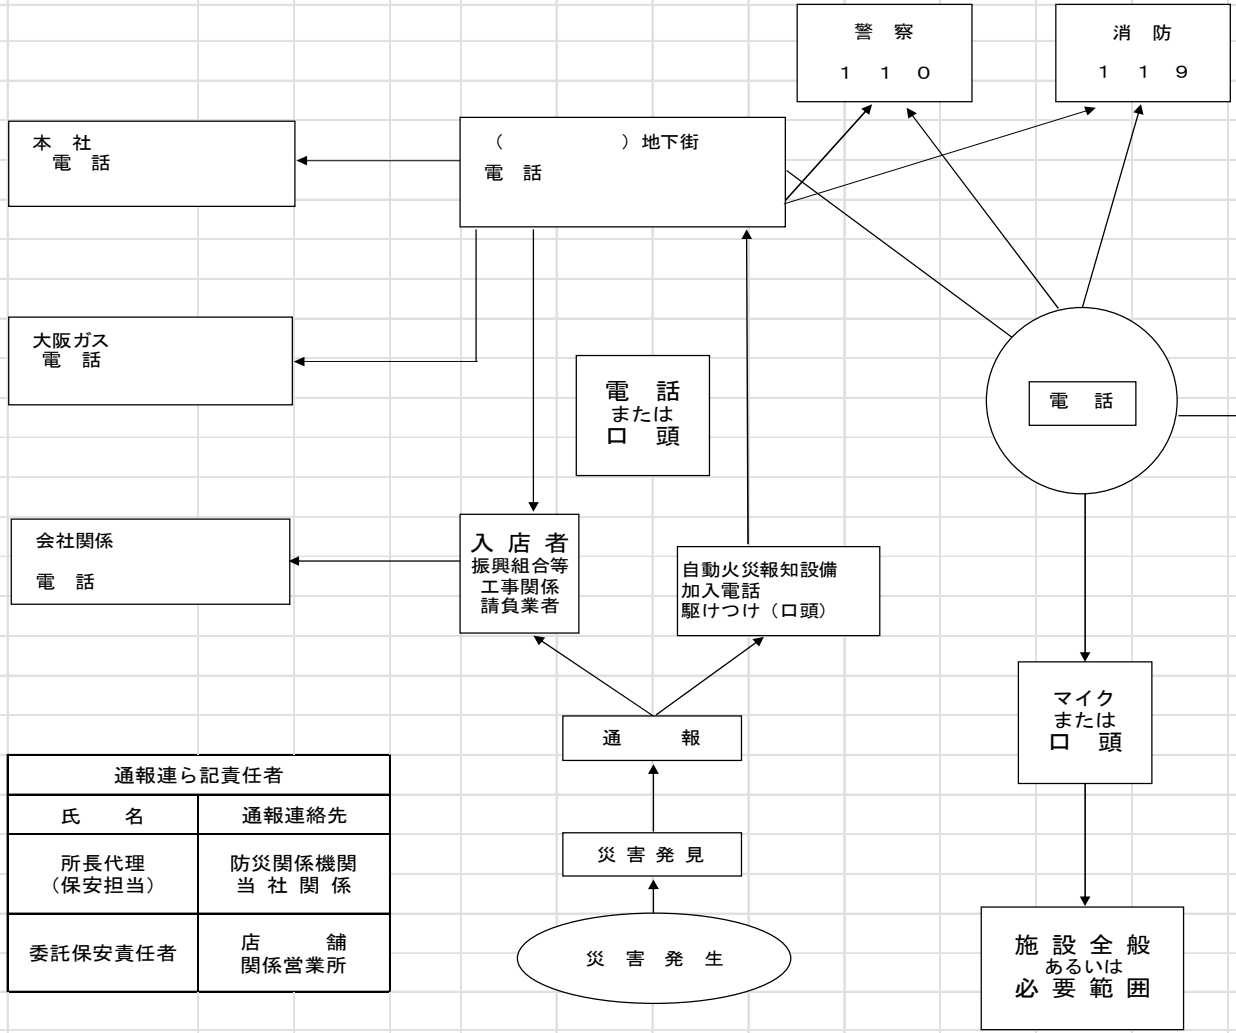 警 察
1 1 0
消 防
1 1 9
本 社
電 話
（ ）地下街
電 話
大阪ガス
電 話
電 話
または
口 頭
電 話
会社関係
電 話
入 店 者
振興組合等
工事関係
請負業者
自動火災報知設備
加入電話
駆けつけ（口頭）
マイク
または
口 頭
通 報
災 害 発 見
災 害 発 生
施 設 全 般
あるいは
必 要 範 囲
通報連ら記責任者
氏 名
通報連絡先
所長代理
（保安担当）
防災関係機関
当 社 関 係
委託保安責任者
店 舗
関係営業所